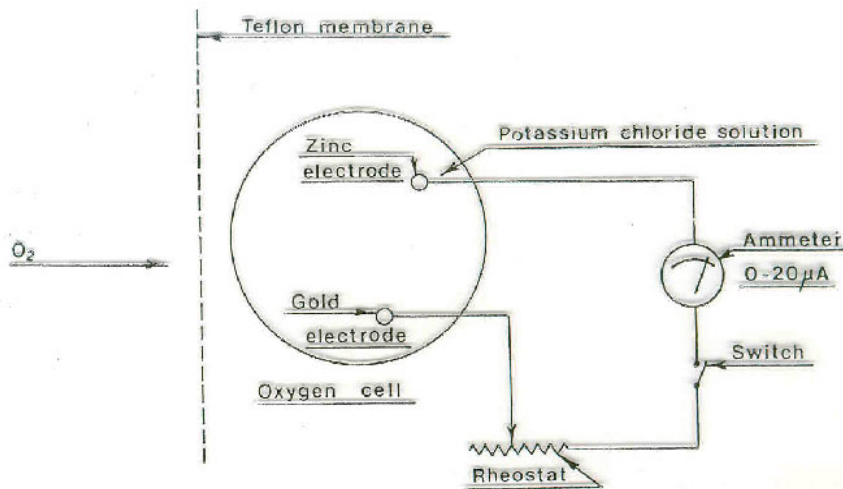 Teflon membrane
Potassium chloride solution
Zinc
electrode
O₂
Ammeter
0-20µA
Gold
electrode
Switch
Oxygen cell
Rheostat